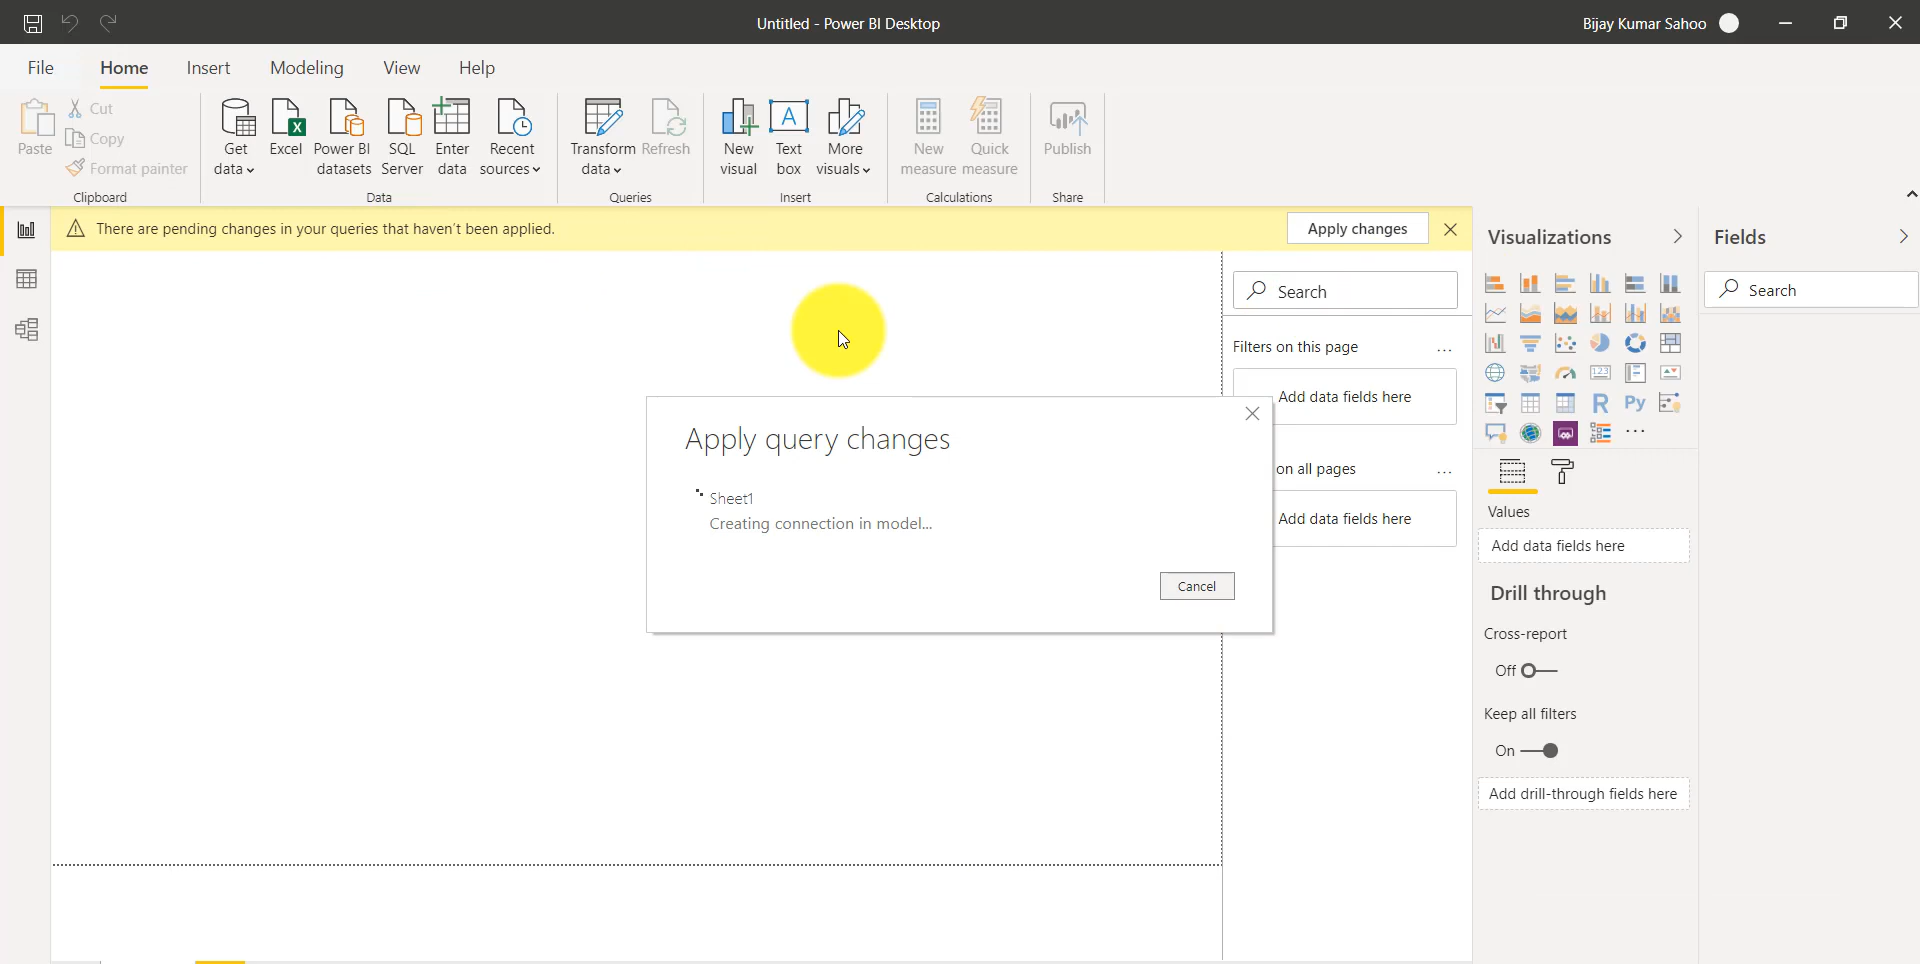 Untitled - Power BI Desktop
Bijay Kumar Sahoo
File Home Insert Modeling View Help
Paste
Cut
Copy
Format painter
Clipboard
Get data
Excel
Power BI datasets
SQL Server
Enter data
Recent sources
Data
Transform data
Refresh
Queries
New visual
Text box
More visuals
Insert
New measure
Quick measure
Calculations
Publish
Share
There are pending changes in your queries that haven't been applied.
Apply changes
Search
Filters on this page
...
Add data fields here
on all pages
...
Add data fields here
Apply query changes
Sheet1
Creating connection in model...
Cancel
Visualizations
123
R
Py
...
Values
Add data fields here
Drill through
Cross-report
Off
Keep all filters
On
Add drill-through fields here
Fields
Search